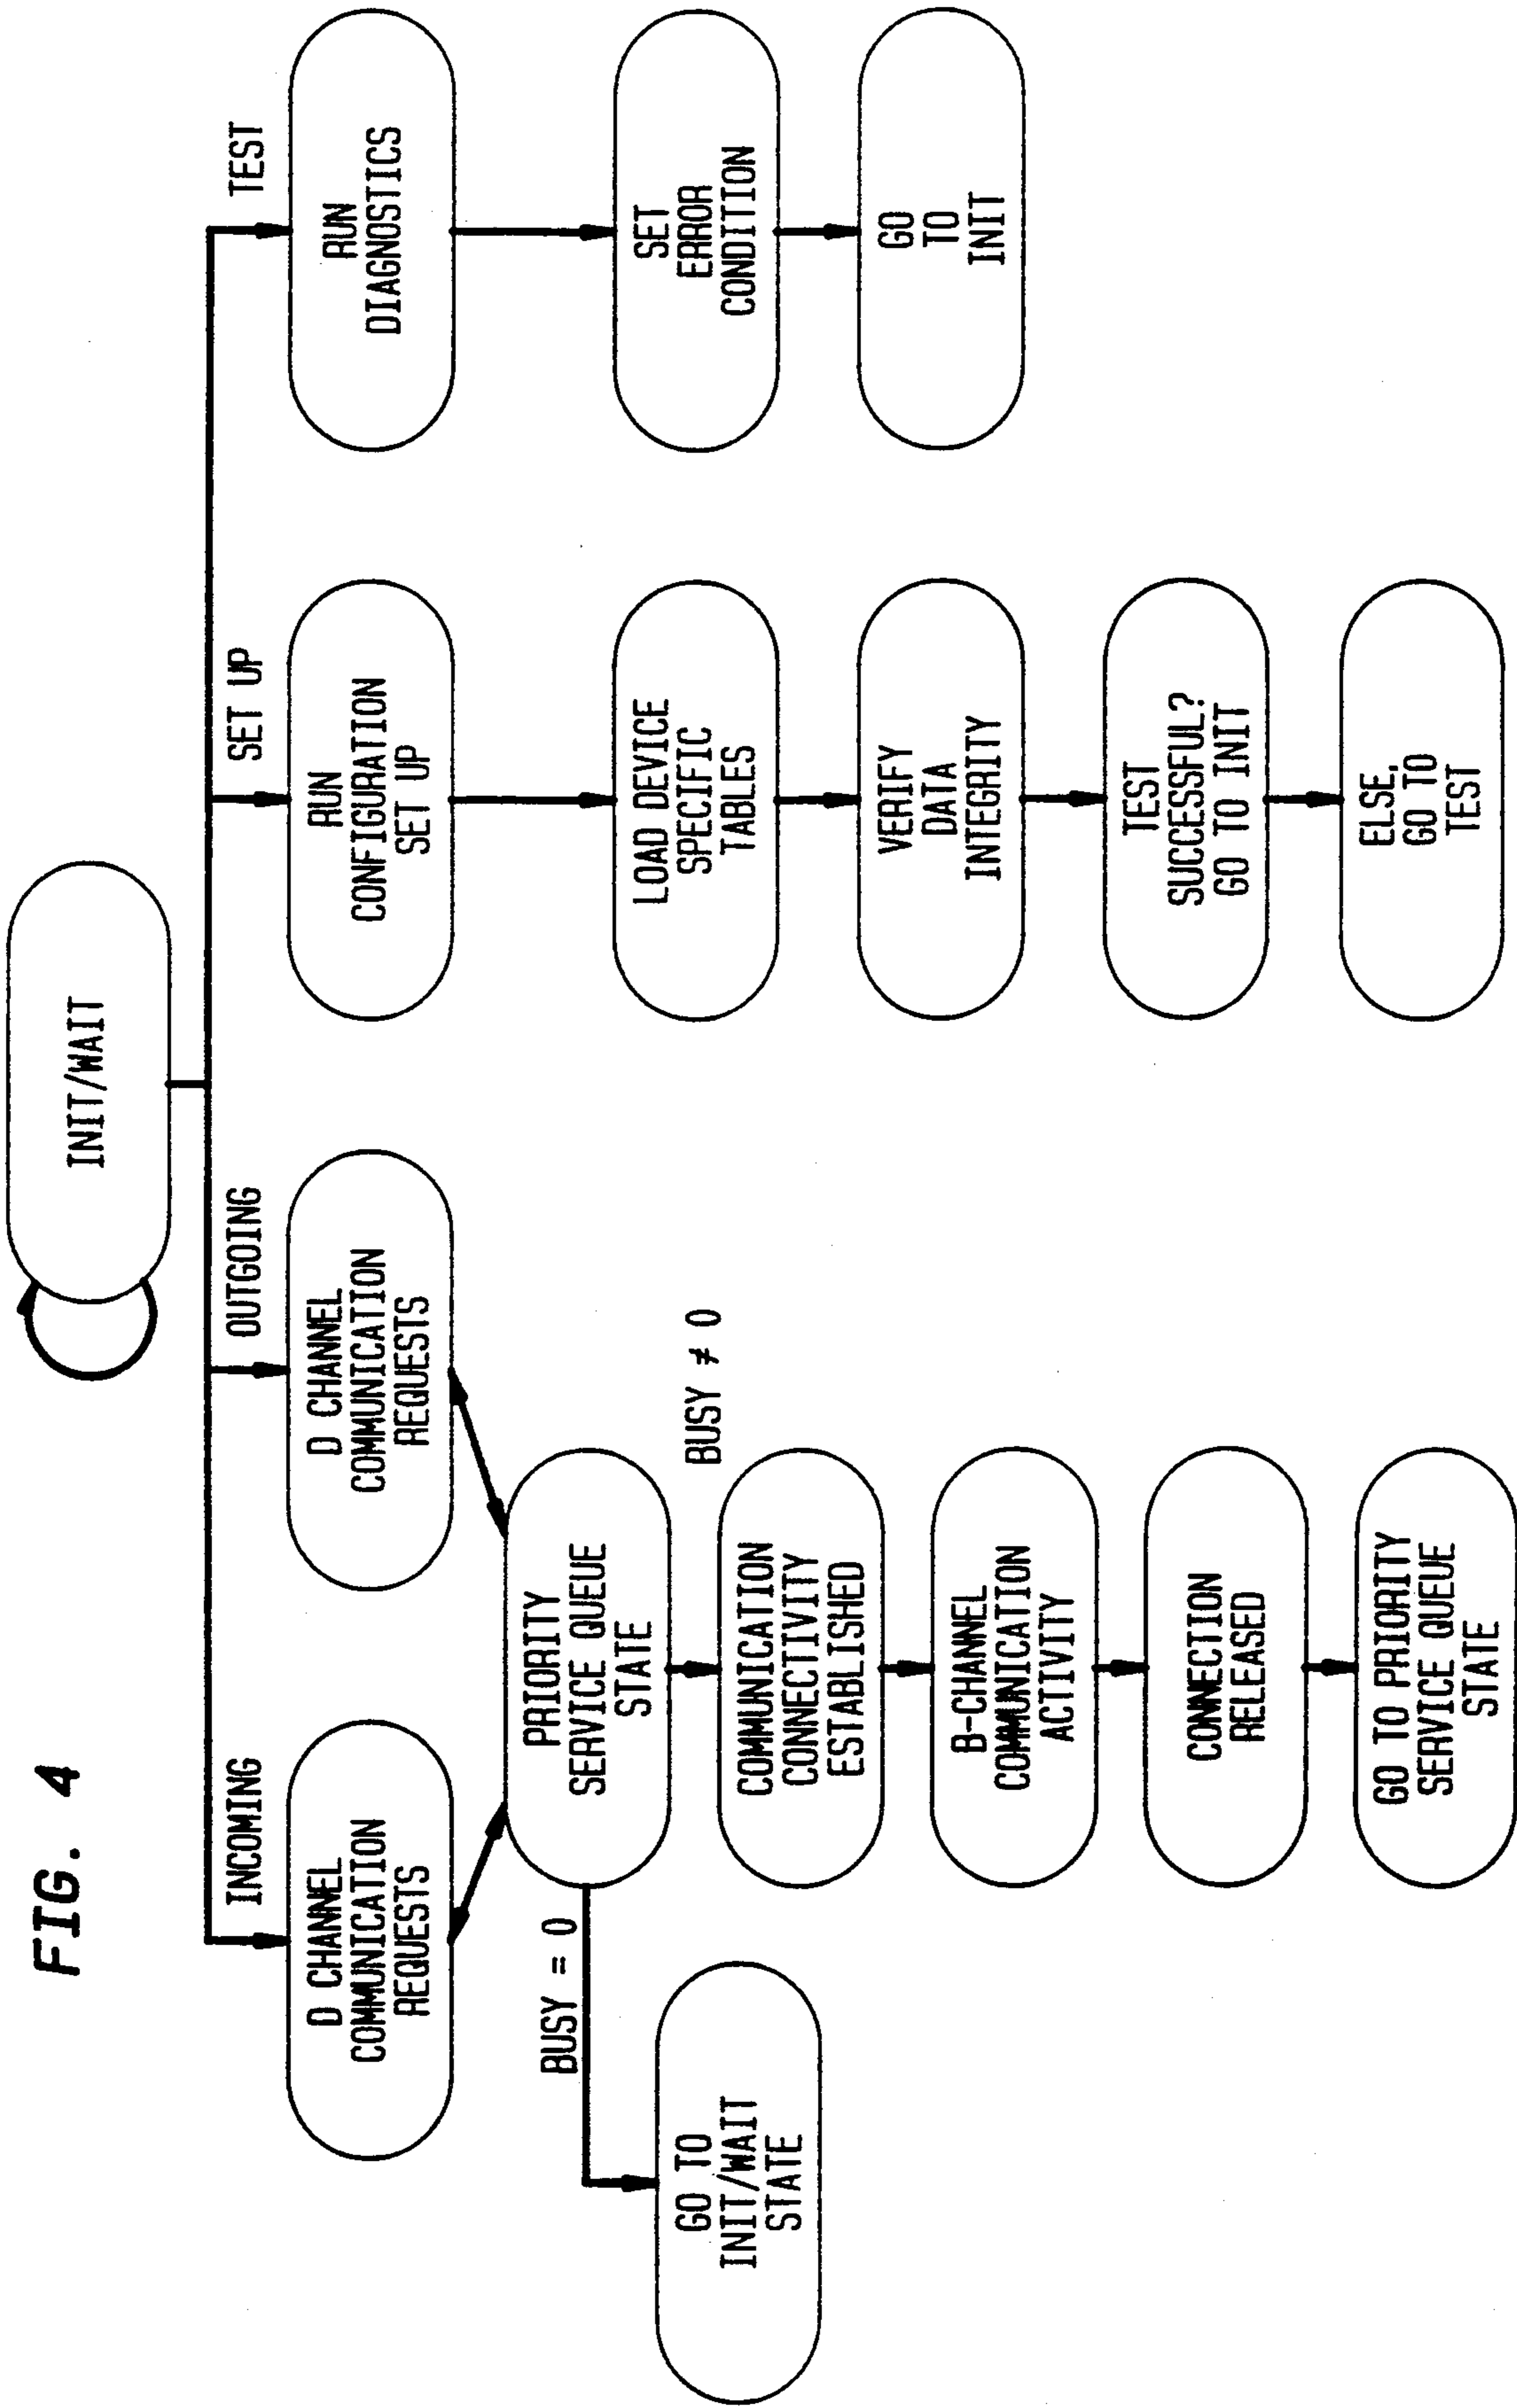 FIG. 4
INIT/WAIT
INCOMING
OUTGOING
SET UP
TEST
D CHANNEL
COMMUNICATION
REQUESTS
D CHANNEL
COMMUNICATION
REQUESTS
RUN
CONFIGURATION
SET UP
RUN
DIAGNOSTICS
BUSY = 0
PRIORITY
SERVICE QUEUE
STATE
BUSY ≠ 0
GO TO
INIT/WAIT
STATE
COMMUNICATION
CONNECTIVITY
ESTABLISHED
B-CHANNEL
COMMUNICATION
ACTIVITY
CONNECTION
RELEASED
GO TO PRIORITY
SERVICE QUEUE
STATE
LOAD DEVICE
SPECIFIC
TABLES
VERIFY
DATA
INTEGRITY
TEST
SUCCESSFUL?
GO TO INIT
ELSE,
GO TO
TEST
SET
ERROR
CONDITION
GO
TO
INIT